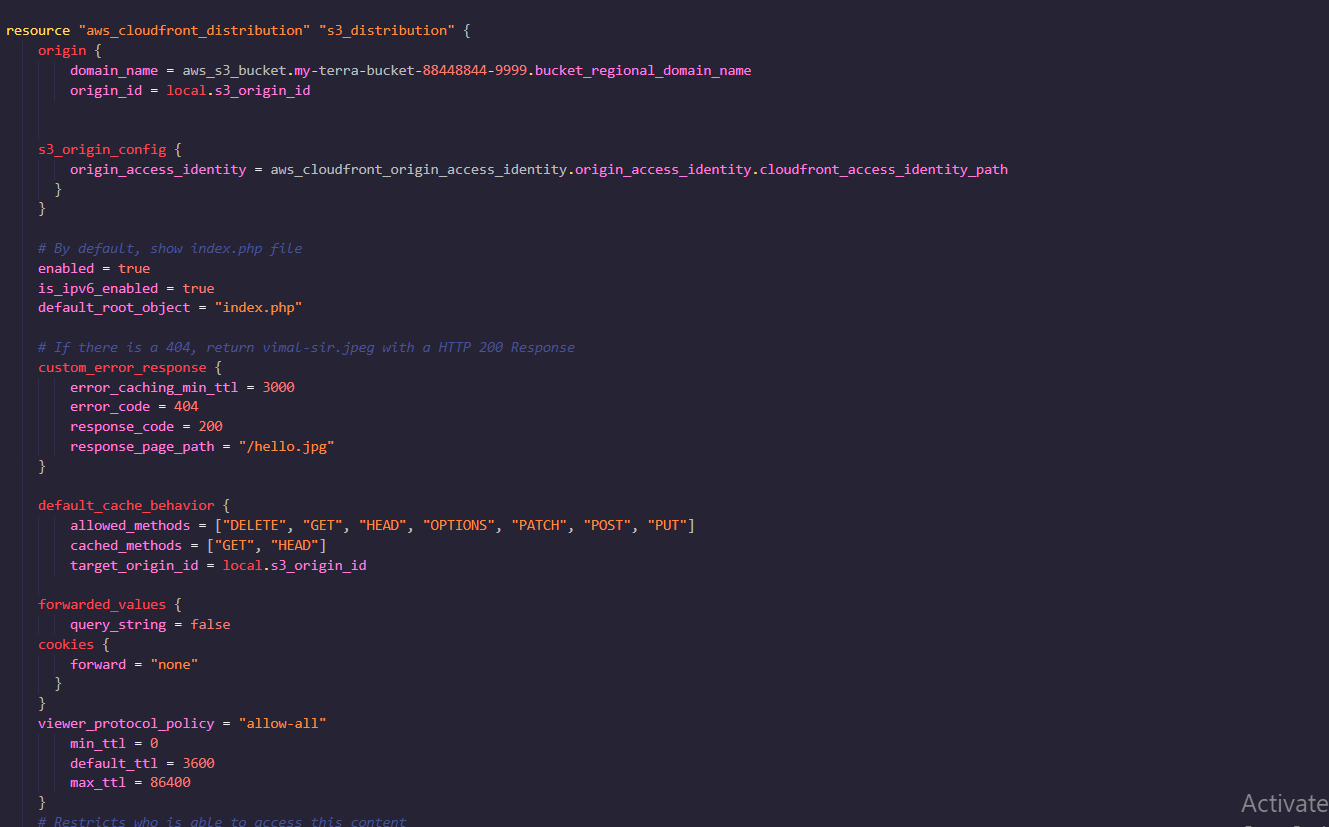 resource "aws_cloudfront_distribution" "s3_distribution" {
origin {
domain_name = aws_s3_bucket.my-terra-bucket-88448844-9999.bucket_regional_domain_name
origin_id = local.s3_origin_id
s3_origin_config {
origin_access_identity = aws_cloudfront_origin_access_identity.origin_access_identity.cloudfront_access_identity_path
}
}
# By default, show index.php file
enabled = true
is_ipv6_enabled = true
default_root_object = "index.php"
# If there is a 404, return vimal-sir.jpeg with a HTTP 200 Response
custom_error_response {
error_caching_min_ttl = 3000
error_code = 404
response_code = 200
response_page_path = "/hello.jpg"
}
default_cache_behavior {
allowed_methods = ["DELETE", "GET", "HEAD", "OPTIONS", "PATCH", "POST", "PUT"]
cached_methods = ["GET", "HEAD"]
target_origin_id = local.s3_origin_id
forwarded_values {
query_string = false
cookies {
forward = "none"
}
}
viewer_protocol_policy = "allow-all"
min_ttl = 0
default_ttl = 3600
max_ttl = 86400
}
# Restricts who is able to access this content
Activate